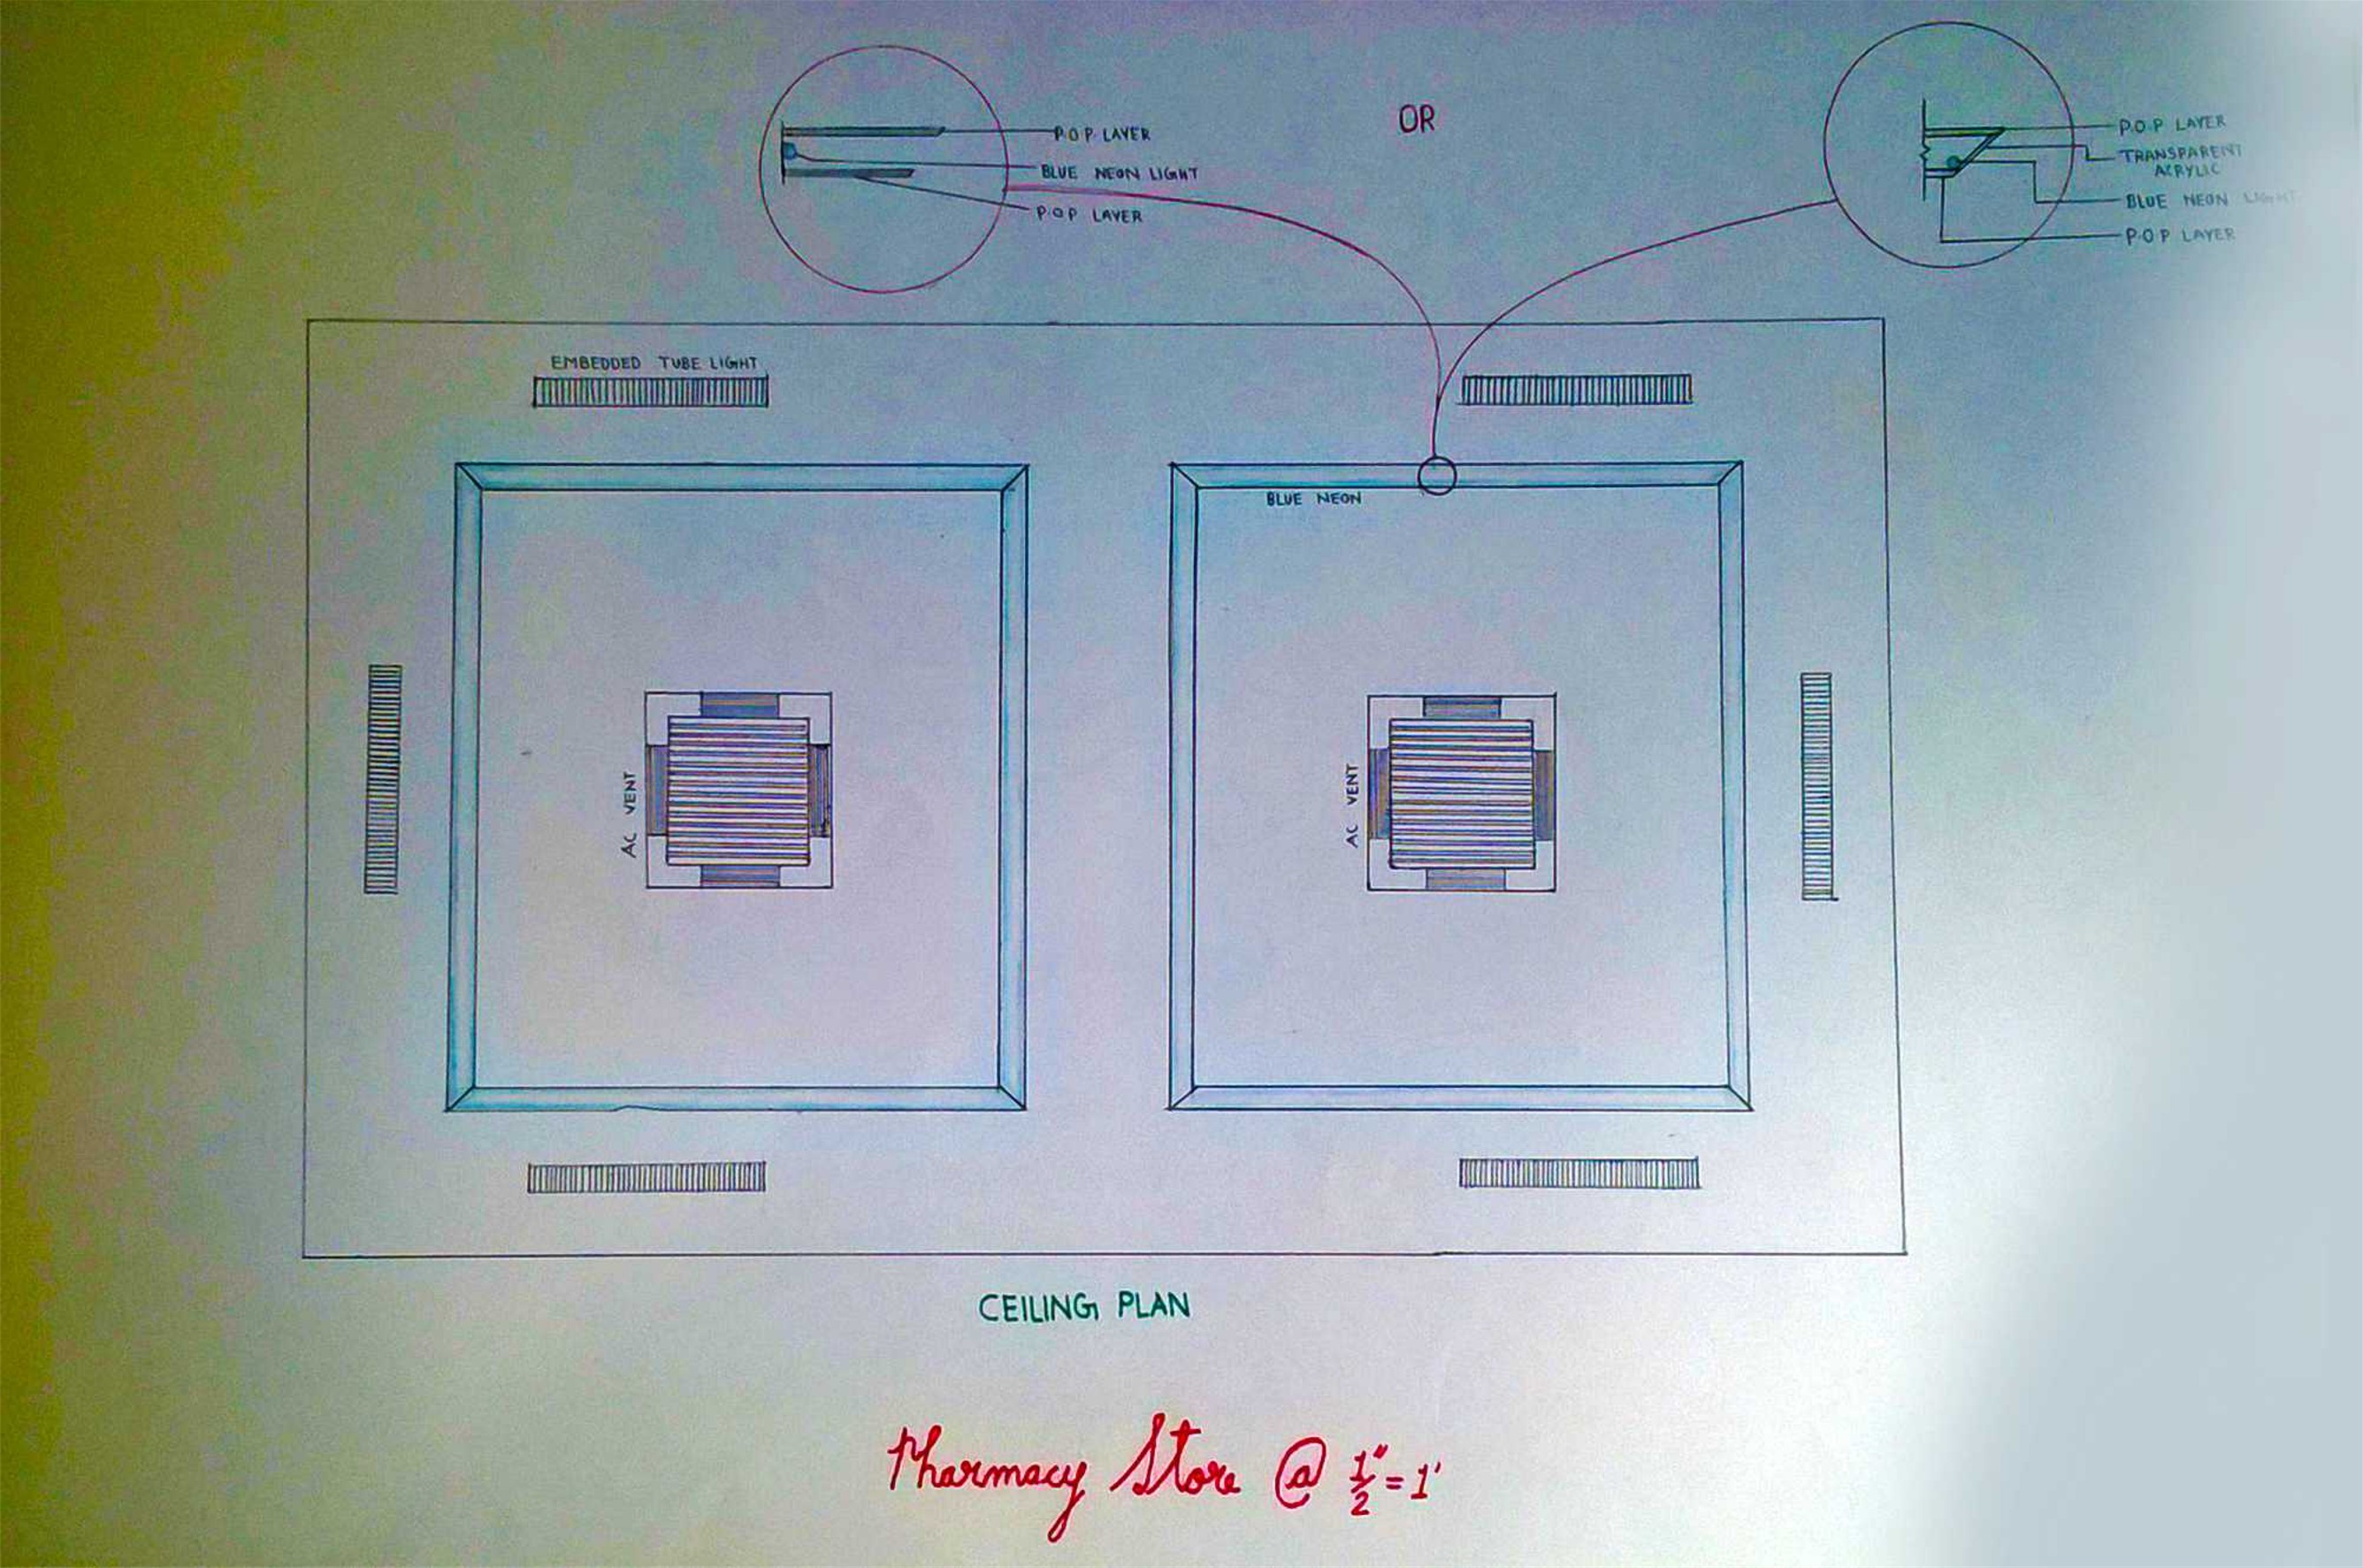 P.O.P. LAYER
BLUE NEON LIGHT
P.O.P LAYER
OR
P.O.P LAYER
TRANSPARENT
ACRYLIC
BLUE NEON LIGHT
P.O.P LAYER
EMBEDDED TUBE LIGHT
BLUE NEON
AC VENT
AC VENT
CEILING PLAN
Pharmacy Store @ 1/2" = 1'